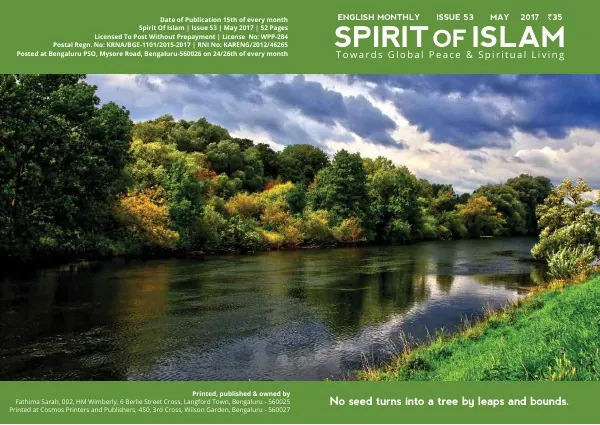 Date of Publication 15th of every month
Spirit Of Islam | Issue 53 | May 2017 | 52 Pages
Licensed To Post Without Prepayment | License No: WPP-284
Postal Regn. No: KRNA/BGE-1101/2015-2017 | RNI No: KARENG/2012/46265
Posted at Bengaluru PSO, Mysore Road, Bengaluru-560026 on 24/26th of every month
ENGLISH MONTHLY ISSUE 53 MAY 2017 ₹35
SPIRIT OF ISLAM
Towards Global Peace & Spiritual Living
Printed, published & owned by
Fathima Sarah, 002, HM Wimberly, 6 Berlie Street Cross, Langford Town, Bengaluru - 560025
Printed at Cosmos Printers and Publishers, 450, 3rd Cross, Wilson Garden, Bengaluru - 560027
No seed turns into a tree by leaps and bounds.